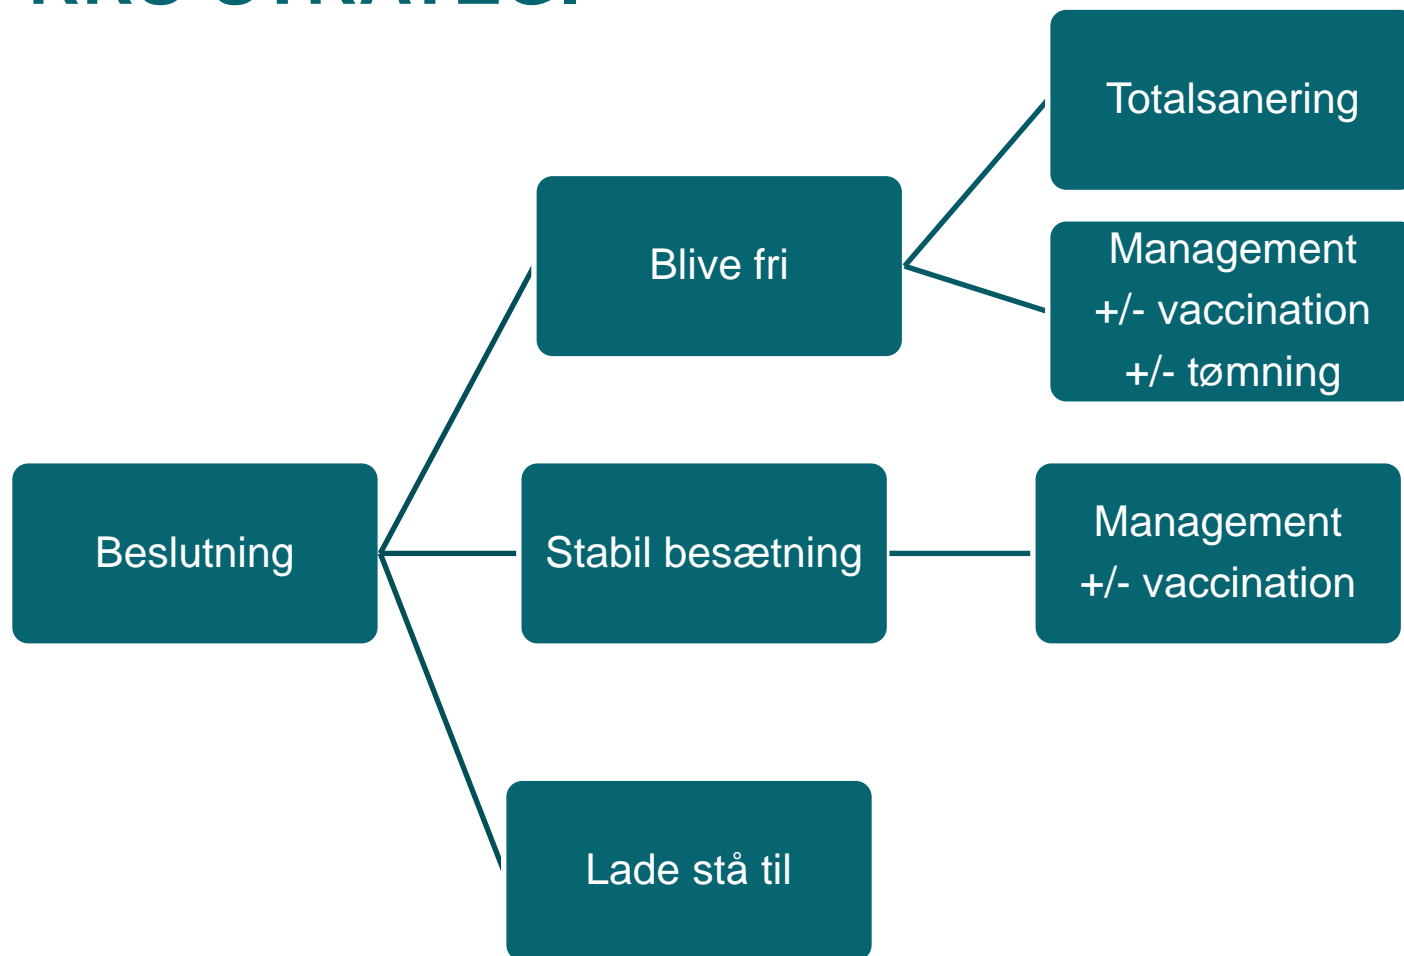 Totalsanering
Blive fri
Management
+/- vaccination
+/- tømning
Beslutning
Stabil besætning
Management
+/- vaccination
Lade stå til